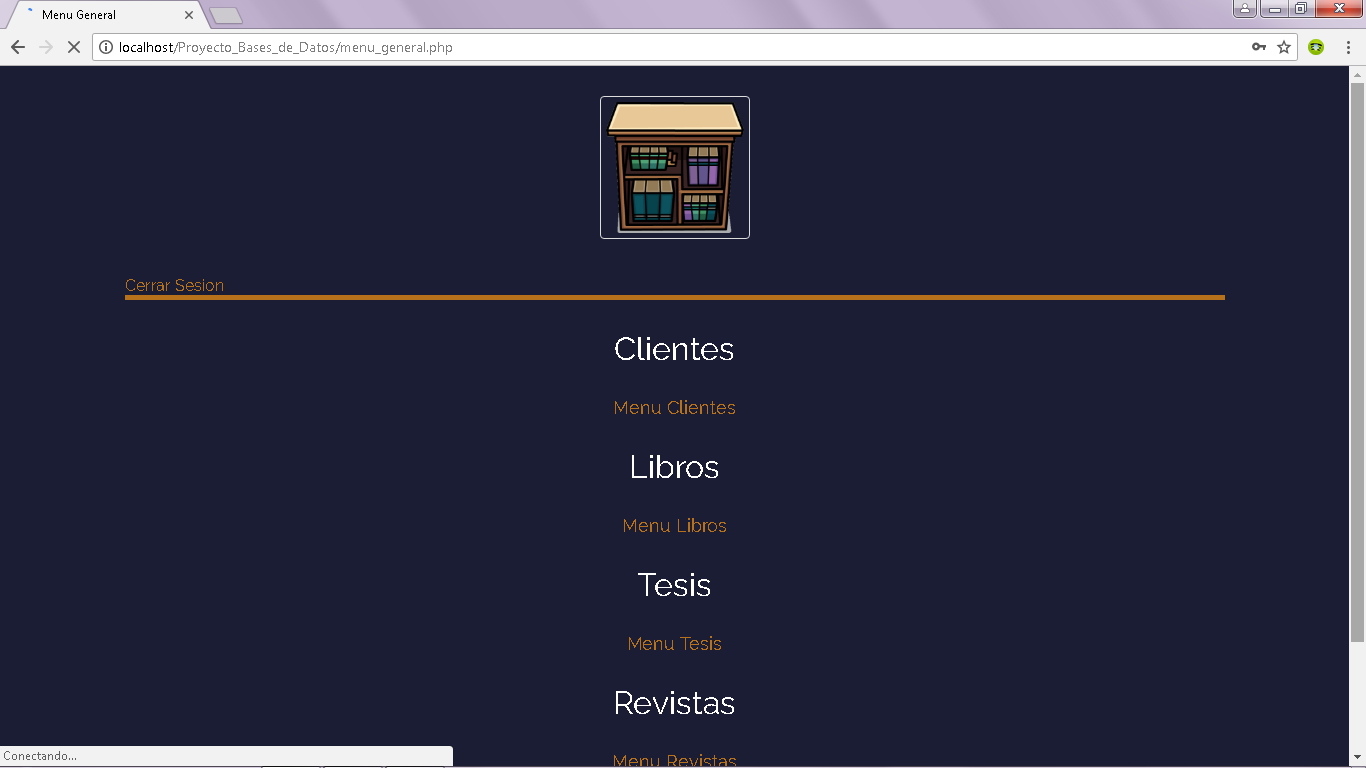 Menu General
localhost/Proyecto_Bases_de_Datos/menu_general.php
Cerrar Sesion
Clientes
Menu Clientes
Libros
Menu Libros
Tesis
Menu Tesis
Revistas
Menu Revistas
Conectando...